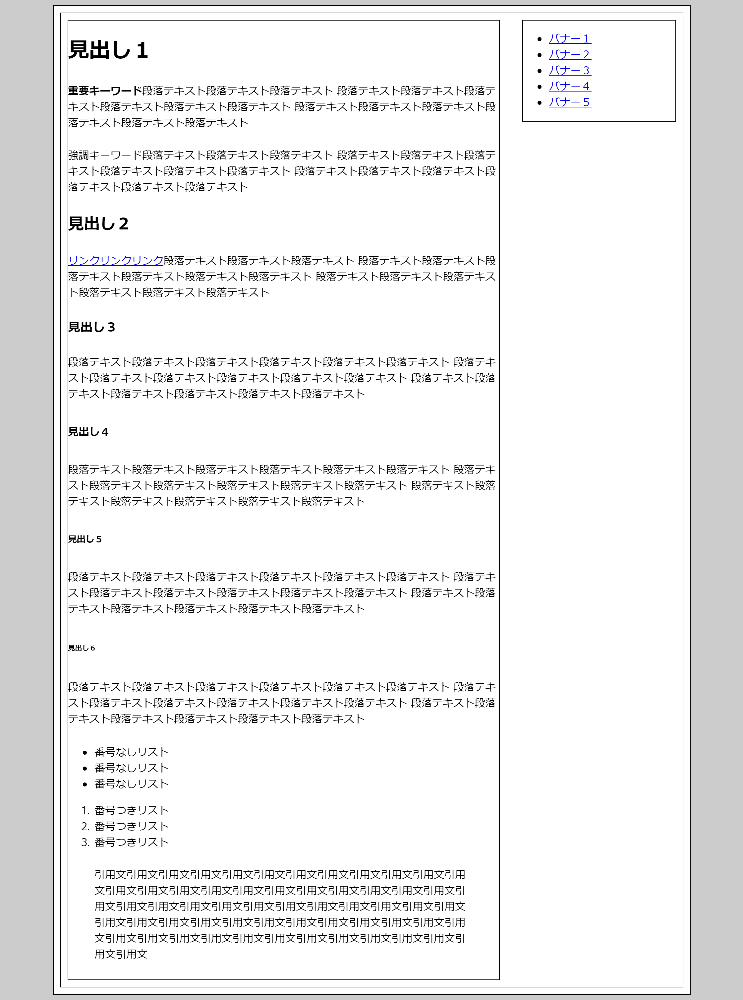 見出し１
重要キーワード段落テキスト段落テキスト段落テキスト 段落テキスト段落テキスト段落テ
キスト段落テキスト段落テキスト段落テキスト 段落テキスト段落テキスト段落テキスト段
落テキスト段落テキスト段落テキスト
強調キーワード段落テキスト段落テキスト段落テキスト 段落テキスト段落テキスト段落テ
キスト段落テキスト段落テキスト段落テキスト 段落テキスト段落テキスト段落テキスト段
落テキスト段落テキスト段落テキスト
見出し２
リンクリンクリンク段落テキスト段落テキスト段落テキスト 段落テキスト段落テキスト段
落テキスト段落テキスト段落テキスト段落テキスト 段落テキスト段落テキスト段落テキス
ト段落テキスト段落テキスト段落テキスト
見出し３
段落テキスト段落テキスト段落テキスト段落テキスト段落テキスト段落テキスト 段落テキ
スト段落テキスト段落テキスト段落テキスト段落テキスト段落テキスト 段落テキスト段落
テキスト段落テキスト段落テキスト段落テキスト段落テキスト
見出し４
段落テキスト段落テキスト段落テキスト段落テキスト段落テキスト段落テキスト 段落テキ
スト段落テキスト段落テキスト段落テキスト段落テキスト段落テキスト 段落テキスト段落
テキスト段落テキスト段落テキスト段落テキスト段落テキスト
見出し５
段落テキスト段落テキスト段落テキスト段落テキスト段落テキスト段落テキスト 段落テキ
スト段落テキスト段落テキスト段落テキスト段落テキスト段落テキスト 段落テキスト段落
テキスト段落テキスト段落テキスト段落テキスト段落テキスト
見出し６
段落テキスト段落テキスト段落テキスト段落テキスト段落テキスト段落テキスト 段落テキ
スト段落テキスト段落テキスト段落テキスト段落テキスト段落テキスト 段落テキスト段落
テキスト段落テキスト段落テキスト段落テキスト段落テキスト
• 番号なしリスト
• 番号なしリスト
• 番号なしリスト
1. 番号つきリスト
2. 番号つきリスト
3. 番号つきリスト
引用文引用文引用文引用文引用文引用文引用文引用文引用文引用文引用文引用
文引用文引用文引用文引用文引用文引用文引用文引用文引用文引用文引用文引
用文引用文引用文引用文引用文引用文引用文引用文引用文引用文引用文引用文
引用文引用文引用文引用文引用文引用文引用文引用文引用文引用文引用文引用
文引用文引用文引用文引用文引用文引用文引用文引用文引用文引用文引用文引
用文引用文
• バナー１
• バナー２
• バナー３
• バナー４
• バナー５